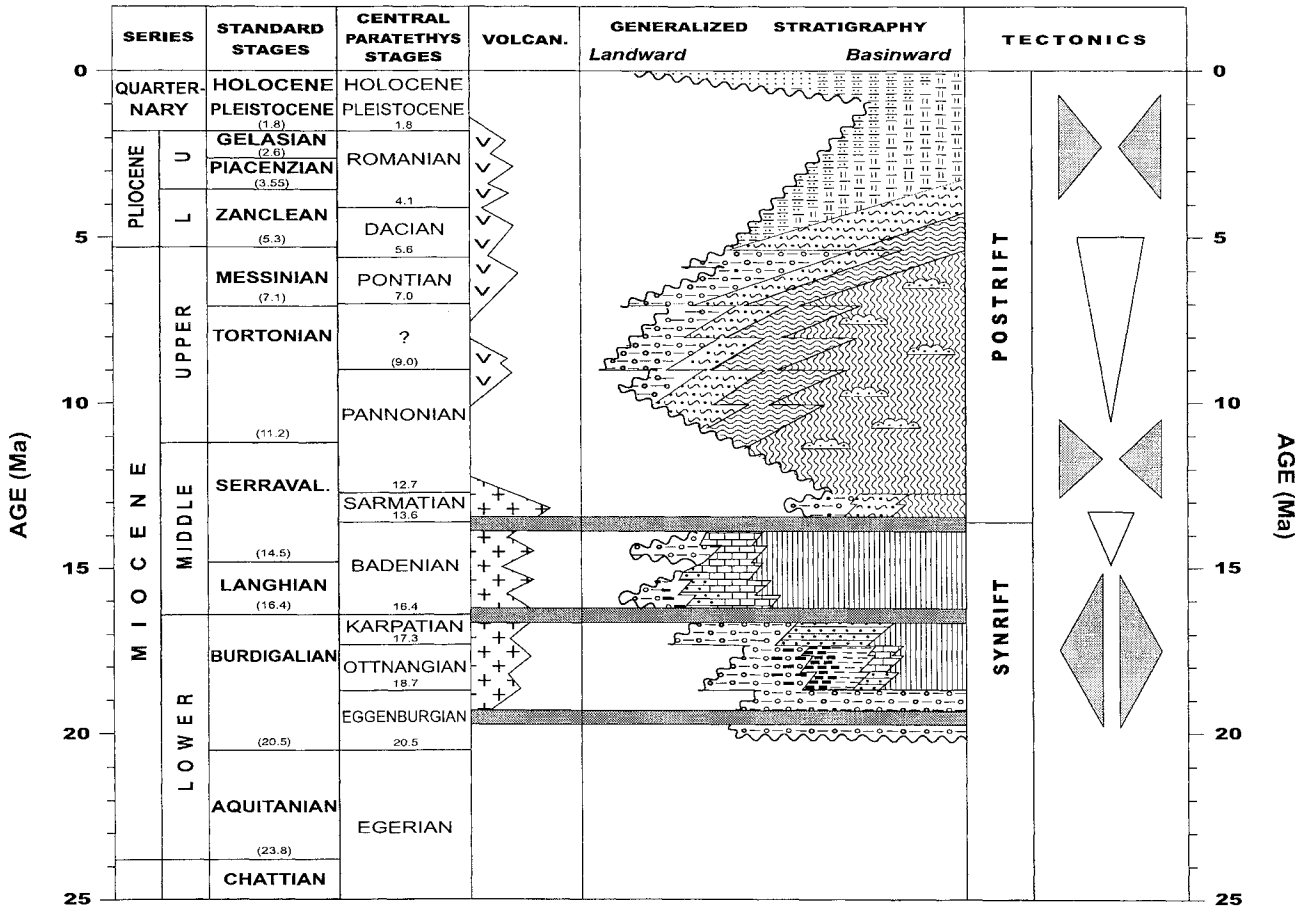 SERIES
STANDARD
STAGES
CENTRAL
PARATETHYS
STAGES
VOLCAN.
GENERALIZED STRATIGRAPHY
Landward Basinward
TECTONICS
AGE (Ma)
0
5
10
15
20
25
QUARTER-
NARY
PLIOCENE
U
L
MIOCENE
UPPER
MIDDLE
LOWER
HOLOCENE
PLEISTOCENE
(1.8)
GELASIAN
(2.6)
PIACENZIAN
(3.55)
ZANCLEAN
(5.3)
MESSINIAN
(7.1)
TORTONIAN
(11.2)
SERRAVAL.
(14.5)
LANGHIAN
(16.4)
BURDIGALIAN
(20.5)
AQUITANIAN
(23.8)
CHATTIAN
HOLOCENE
PLEISTOCENE
1.8
ROMANIAN
4.1
DACIAN
5.6
PONTIAN
7.0
?
(9.0)
PANNONIAN
12.7
SARMATIAN
13.6
BADENIAN
16.4
KARPATIAN
17.3
OTTNANGIAN
18.7
EGGENBURGIAN
20.5
EGERIAN
POSTRIFT
SYNRIFT
0
5
10
15
20
25
AGE (Ma)